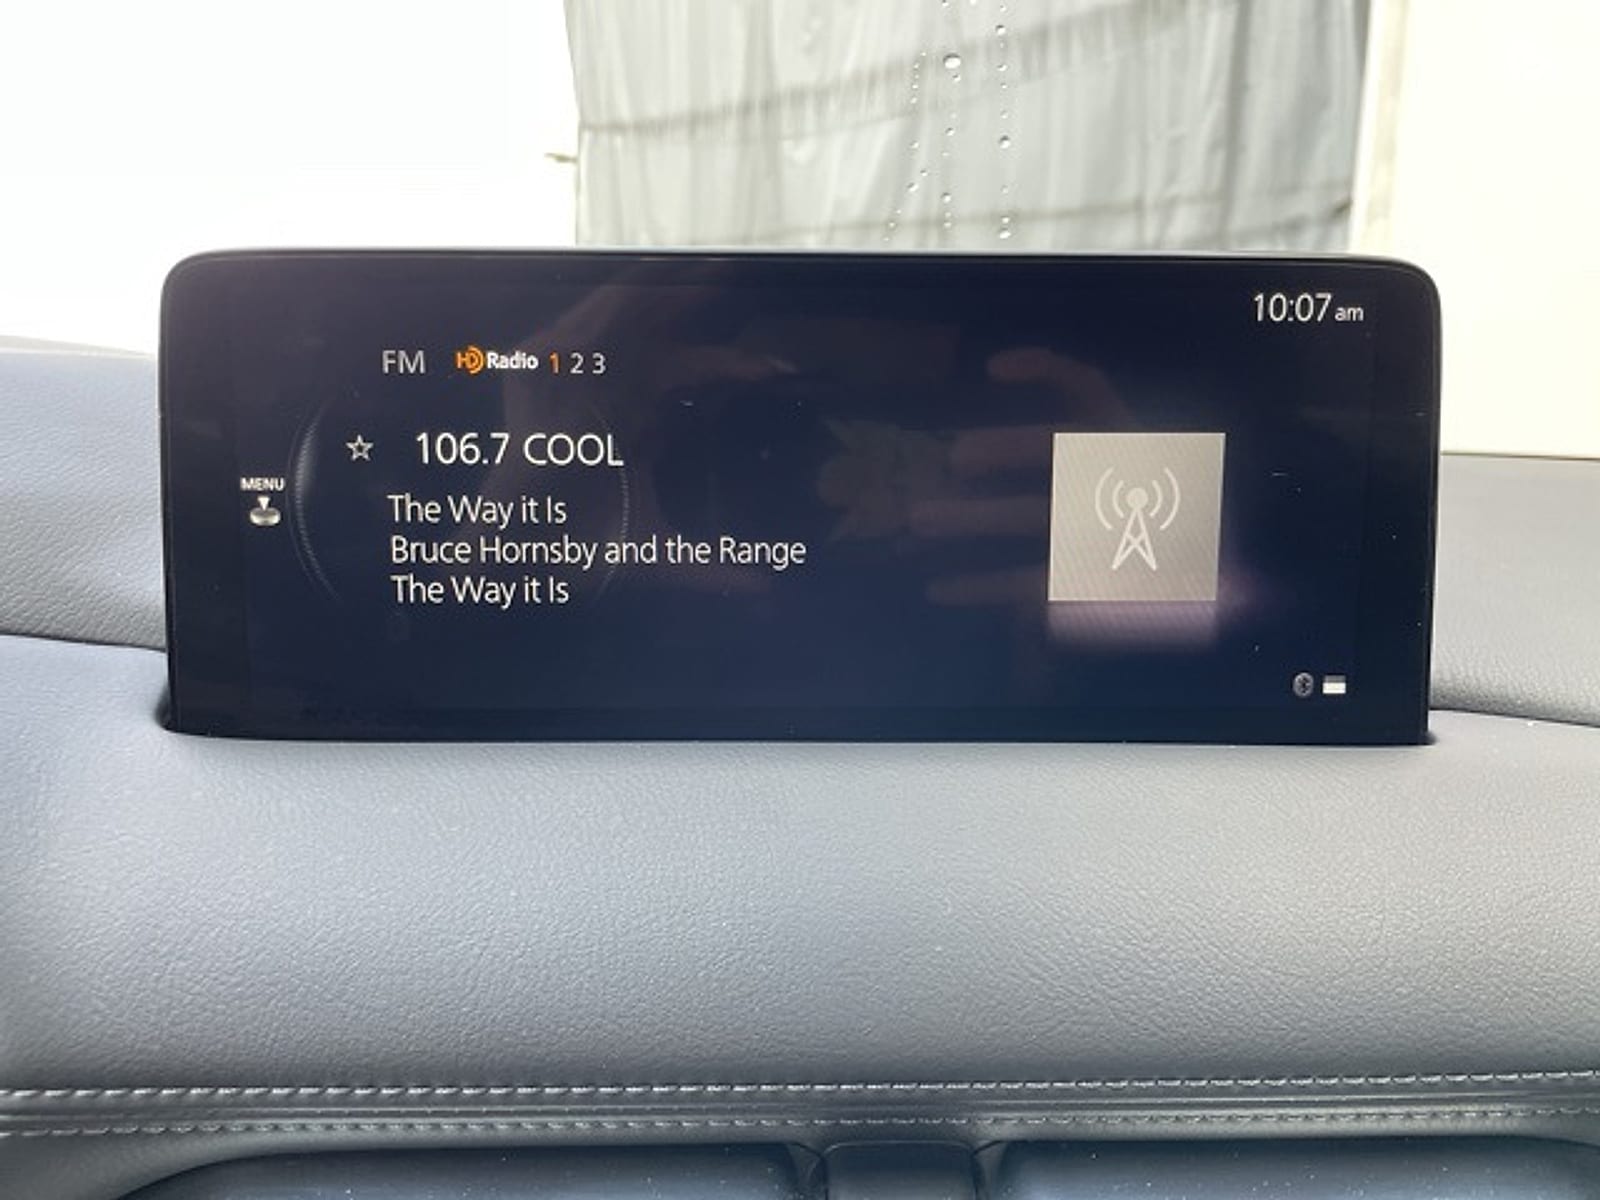 10:07 am
FM HD Radio 1 2 3
106.7 COOL
MENU
The Way it Is
Bruce Hornsby and the Range
The Way it Is